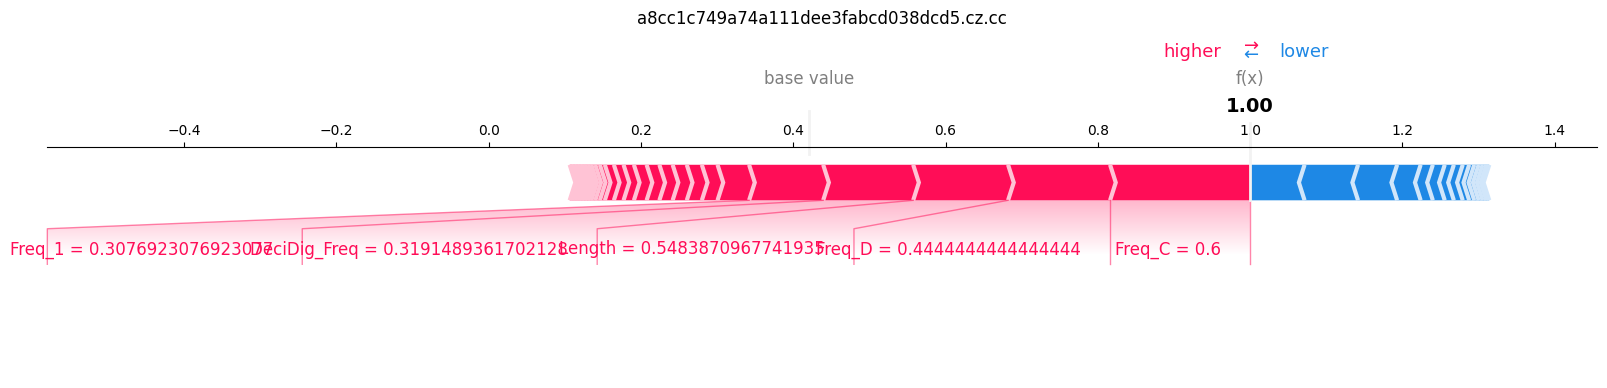 a8cc1c749a74a111dee3fabcd038dcd5.cz.cc
higher ⇄ lower
base value f(x)
1.00
−0.4 −0.2 0.0 0.2 0.4 0.6 0.8 1.0 1.2 1.4
Freq_1 = 0.3076923076923077 DeciDig_Freq = 0.3191489361702128 Length = 0.5483870967741935 Freq_D = 0.4444444444444444 Freq_C = 0.6